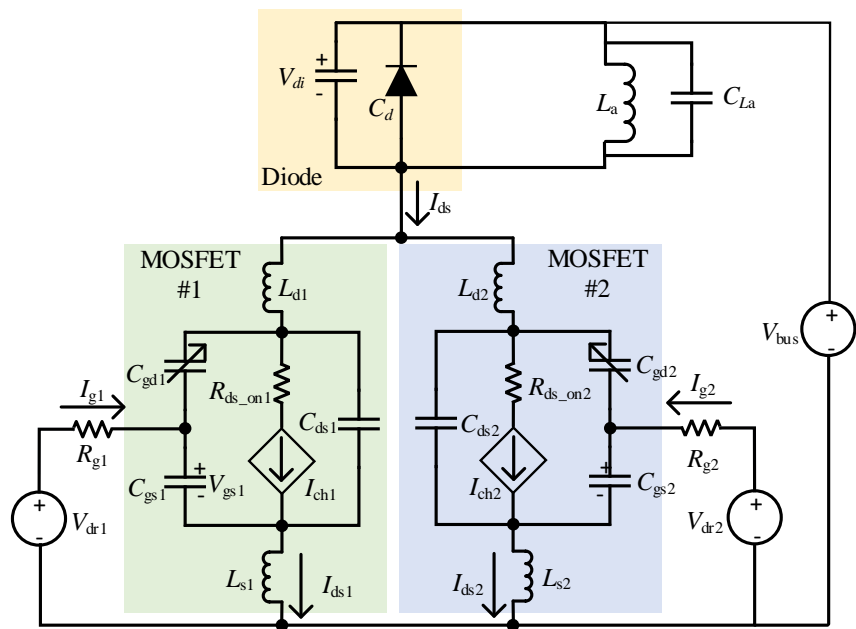 +
V_di
-
C_d
L_a
C_La
Diode
I_ds
MOSFET
#1
MOSFET
#2
L_d1
L_d2
+
V_bus
-
C_gd1
R_ds_on1
R_ds_on2
C_gd2
I_g1
I_g2
C_ds1
C_ds2
R_g1
R_g2
C_gs1
+
V_gs1
-
I_ch1
I_ch2
+
-
C_gs2
+
V_dr1
-
V_dr2
+
-
L_s1
I_ds1
I_ds2
L_s2